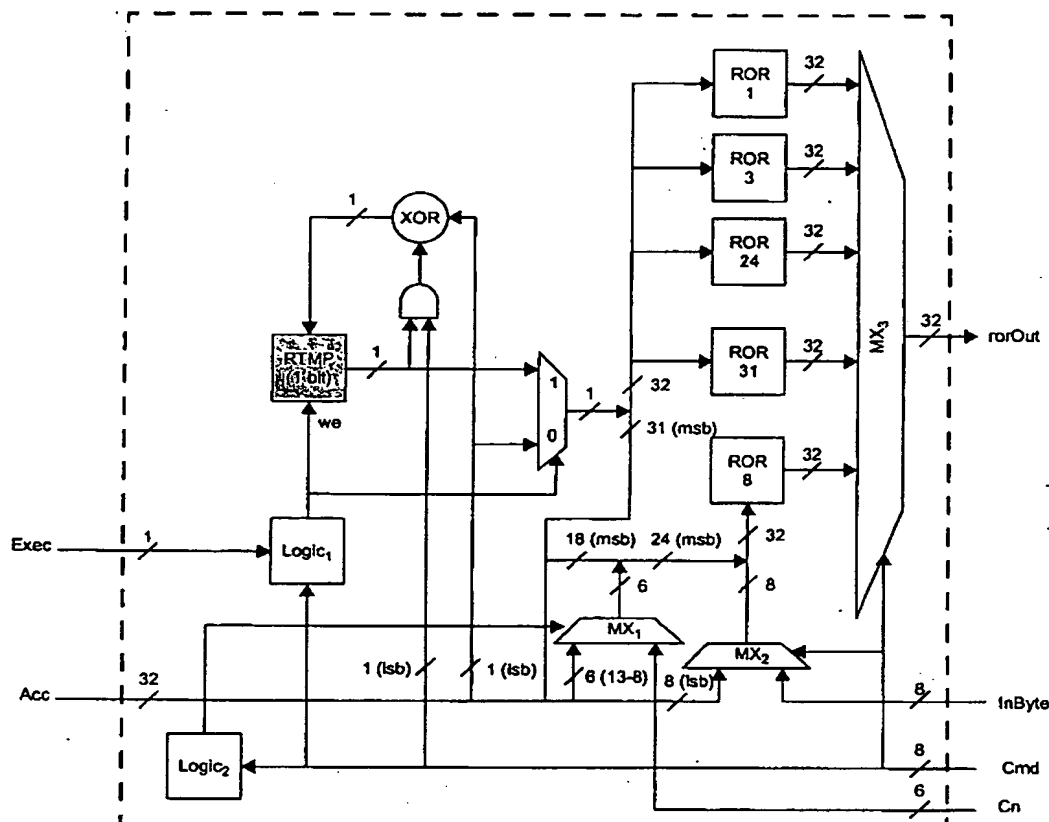 32
ROR
1
32
ROR
3
1
XOR
32
ROR
24
32
MX3
rorOut
RTMP
(1 bit)
1
we
1
0
1
32
31 (msb)
ROR
31
32
ROR
8
32
Exec
1
Logic1
18 (msb)
24 (msb)
32
6
8
MX1
MX2
1 (lsb)
1 (lsb)
6 (13-8)
8 (lsb)
Acc
32
8
InByte
Logic2
8
Cmd
6
Cn